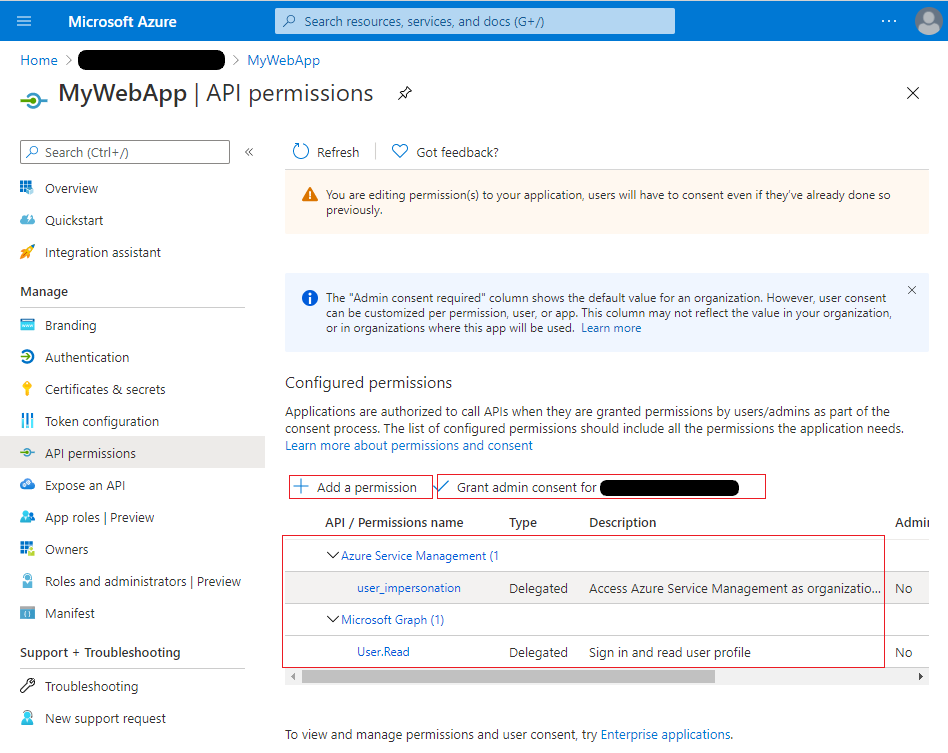 Microsoft Azure
Search resources, services, and docs (G+/)
...
Home > > MyWebApp
MyWebApp | API permissions
Search (Ctrl+/)
«
Refresh
Got feedback?
Overview
Quickstart
Integration assistant
Manage
Branding
Authentication
Certificates & secrets
Token configuration
API permissions
Expose an API
App roles | Preview
Owners
Roles and administrators | Preview
Manifest
Support + Troubleshooting
Troubleshooting
New support request
You are editing permission(s) to your application, users will have to consent even if they've already done so
previously.
The "Admin consent required" column shows the default value for an organization. However, user consent
can be customized per permission, user, or app. This column may not reflect the value in your organization,
or in organizations where this app will be used. Learn more
Configured permissions
Applications are authorized to call APIs when they are granted permissions by users/admins as part of the
consent process. The list of configured permissions should include all the permissions the application needs.
Learn more about permissions and consent
Add a permission Grant admin consent for
API / Permissions name Type Description Admin
Azure Service Management (1
user_impersonation Delegated Access Azure Service Management as organizatio... No
Microsoft Graph (1)
User.Read Delegated Sign in and read user profile No
To view and manage permissions and user consent, try Enterprise applications.